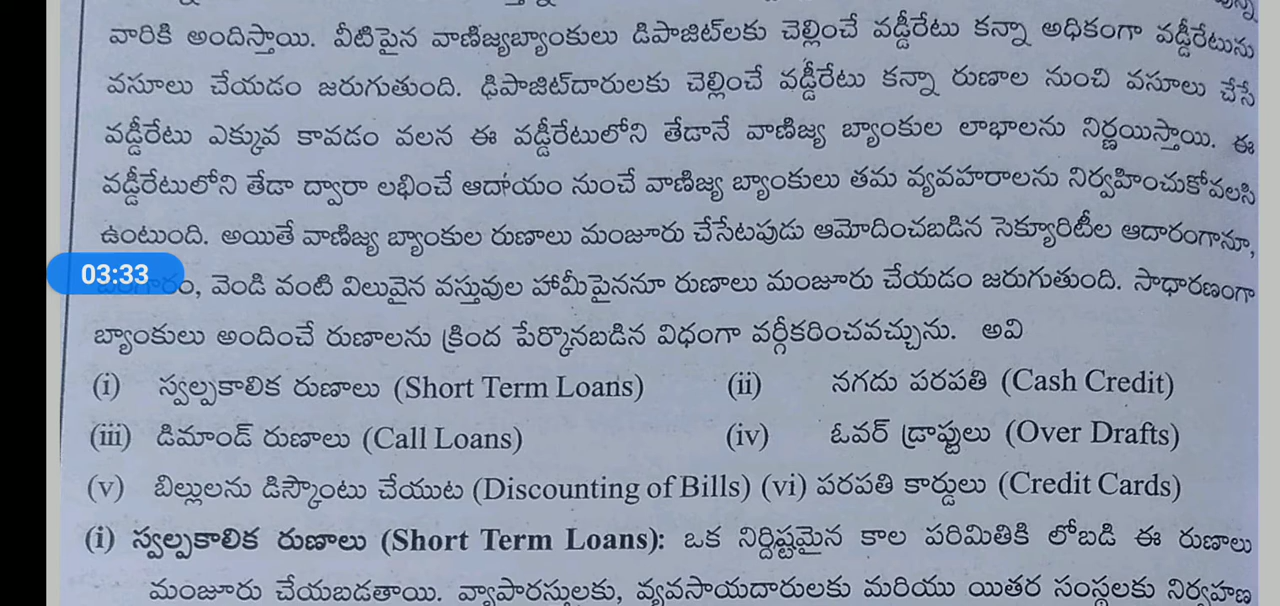 వారికి అందిస్తాయి. వీటిపైన వాణిజ్యబ్యాంకులు డిపాజిట్‌లకు చెల్లించే వడ్డీరేటు కన్నా అధికంగా వడ్డీరేటును
వసూలు చేయడం జరుగుతుంది. డిపాజిట్‌దారులకు చెల్లించే వడ్డీరేటు కన్నా రుణాల నుంచి వసూలు చేసే
వడ్డీరేటు ఎక్కువ కావడం వలన ఈ వడ్డీరేటులోని తేడానే వాణిజ్య బ్యాంకుల లాభాలను నిర్ణయిస్తాయి. ఈ
వడ్డీరేటులోని తేడా ద్వారా లభించే ఆదాయం నుంచే వాణిజ్య బ్యాంకులు తమ వ్యవహరాలను నిర్వహించుకోవలసి
ఉంటుంది. అయితే వాణిజ్య బ్యాంకుల రుణాలు మంజూరు చేసేటపుడు ఆమోదించబడిన సెక్యూరిటీల ఆదారంగానూ,
03:33
వెండి వంటి విలువైన వస్తువుల హామీపైననూ రుణాలు మంజూరు చేయడం జరుగుతుంది. సాధారణంగా
బ్యాంకులు అందించే రుణాలను క్రింద పేర్కొనబడిన విధంగా వర్గీకరించవచ్చును. అవి
(i) స్వల్పకాలిక రుణాలు (Short Term Loans) (ii) నగదు పరపతి (Cash Credit)
(iii) డిమాండ్ రుణాలు (Call Loans) (iv) ఓవర్ డ్రాఫ్టులు (Over Drafts)
(v) బిల్లులను డిస్కౌంటు చేయుట (Discounting of Bills) (vi) పరపతి కార్డులు (Credit Cards)
(i) స్వల్పకాలిక రుణాలు (Short Term Loans): ఒక నిర్దిష్టమైన కాల పరిమితికి లోబడి ఈ రుణాలు
మంజూరు చేయబడతాయి. వ్యాపారస్తులకు, వ్యవసాయదారులకు మరియు యితర సంస్థలకు నిర్వహణ